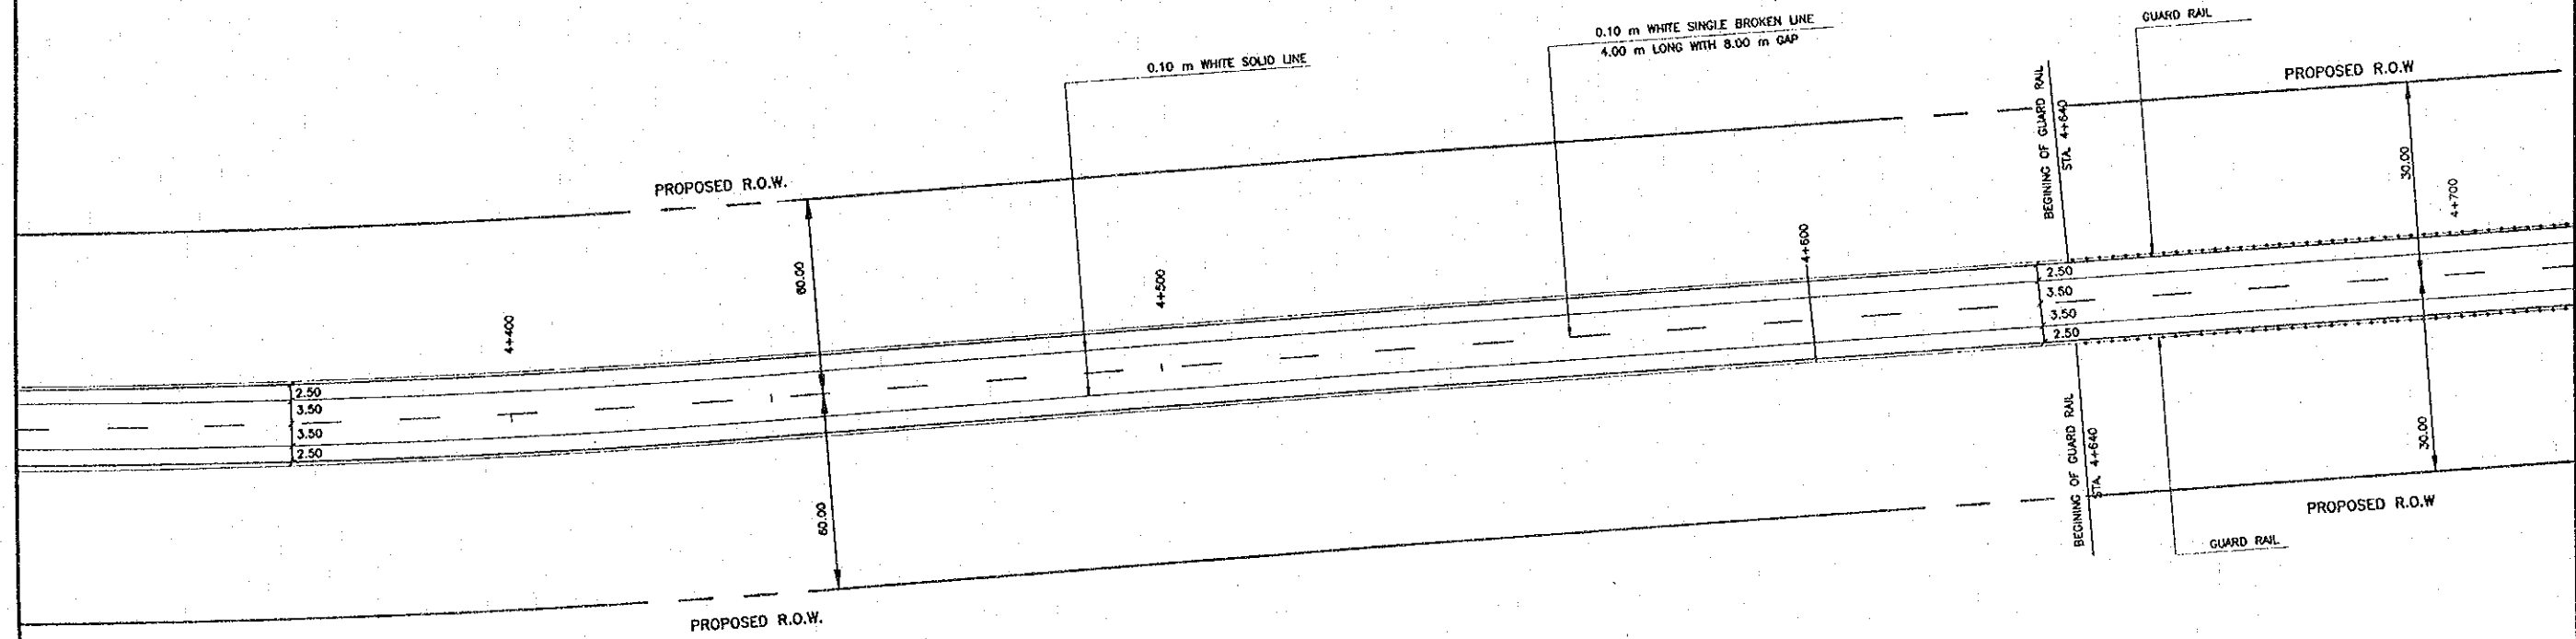 0.10 m WHITE SOLID LINE
0.10 m WHITE SINGLE BROKEN LINE
4.00 m LONG WITH 8.00 m GAP
GUARD RAIL
PROPOSED R.O.W
PROPOSED R.O.W.
BEGINING OF GUARD RAIL
STA. 4+640
30.00
4+700
60.00
4+400
4+500
4+600
2.50
3.50
3.50
2.50
2.50
3.50
3.50
2.50
60.00
30.00
BEGINING OF GUARD RAIL
STA. 4+640
PROPOSED R.O.W
GUARD RAIL
PROPOSED R.O.W.